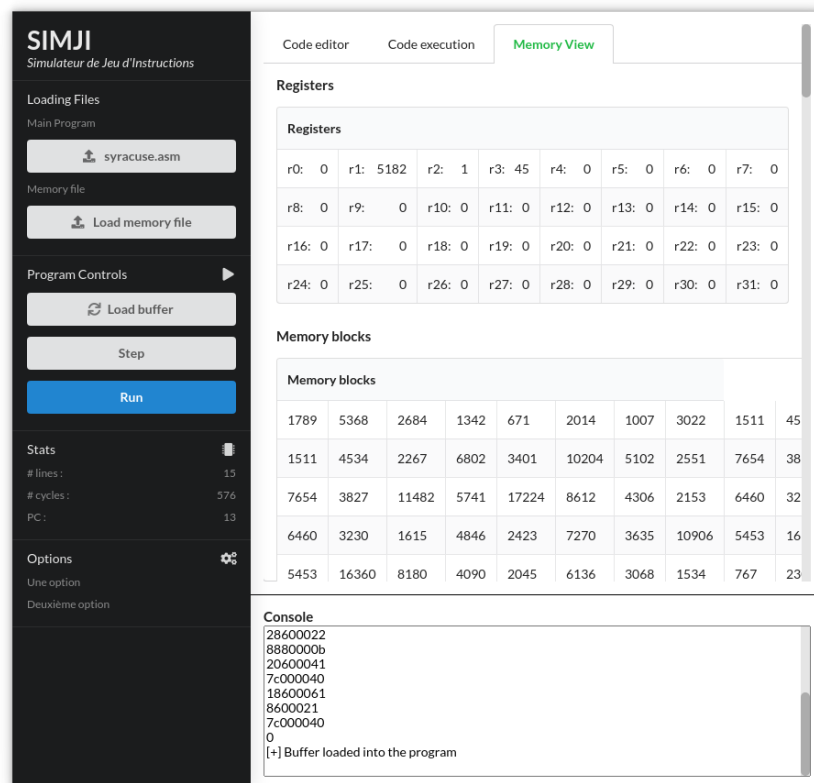 SIMJI
Simulateur de Jeu d'Instructions
Loading Files
Main Program
syracuse.asm
Memory file
Load memory file
Program Controls
Load buffer
Step
Run
Stats
# lines : 15
# cycles : 576
PC : 13
Options
Une option
Deuxième option
Code editor Code execution Memory View
Registers
Registers
r0: 0 r1: 5182 r2: 1 r3: 45 r4: 0 r5: 0 r6: 0 r7: 0
r8: 0 r9: 0 r10: 0 r11: 0 r12: 0 r13: 0 r14: 0 r15: 0
r16: 0 r17: 0 r18: 0 r19: 0 r20: 0 r21: 0 r22: 0 r23: 0
r24: 0 r25: 0 r26: 0 r27: 0 r28: 0 r29: 0 r30: 0 r31: 0
Memory blocks
Memory blocks
1789 5368 2684 1342 671 2014 1007 3022 1511 45
1511 4534 2267 6802 3401 10204 5102 2551 7654 38
7654 3827 11482 5741 17224 8612 4306 2153 6460 32
6460 3230 1615 4846 2423 7270 3635 10906 5453 16
5453 16360 8180 4090 2045 6136 3068 1534 767 23
Console
28600022
8880000b
20600041
7c000040
18600061
8600021
7c000040
0
[+] Buffer loaded into the program